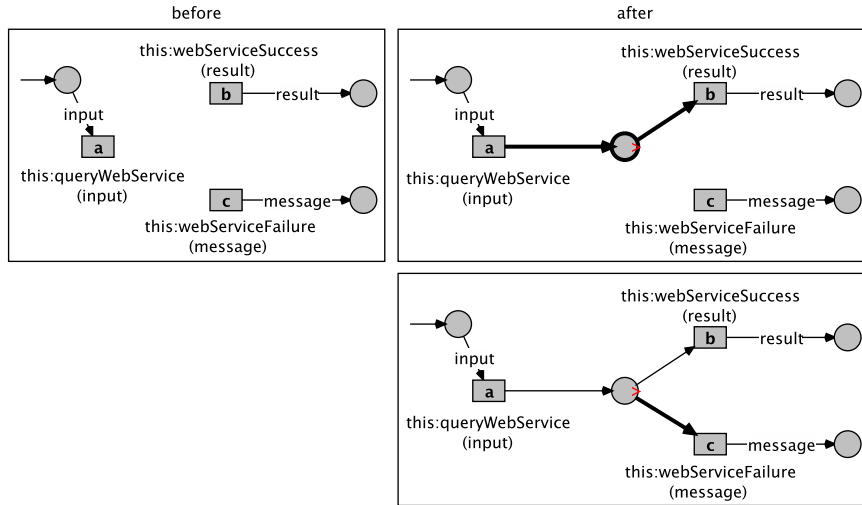 before
after
this:webServiceSuccess
(result)
b
result
input
a
this:queryWebService
(input)
c
message
this:webServiceFailure
(message)
this:webServiceSuccess
(result)
b
result
input
a
>
this:queryWebService
(input)
c
message
this:webServiceFailure
(message)
this:webServiceSuccess
(result)
b
result
input
a
>
this:queryWebService
(input)
c
message
this:webServiceFailure
(message)